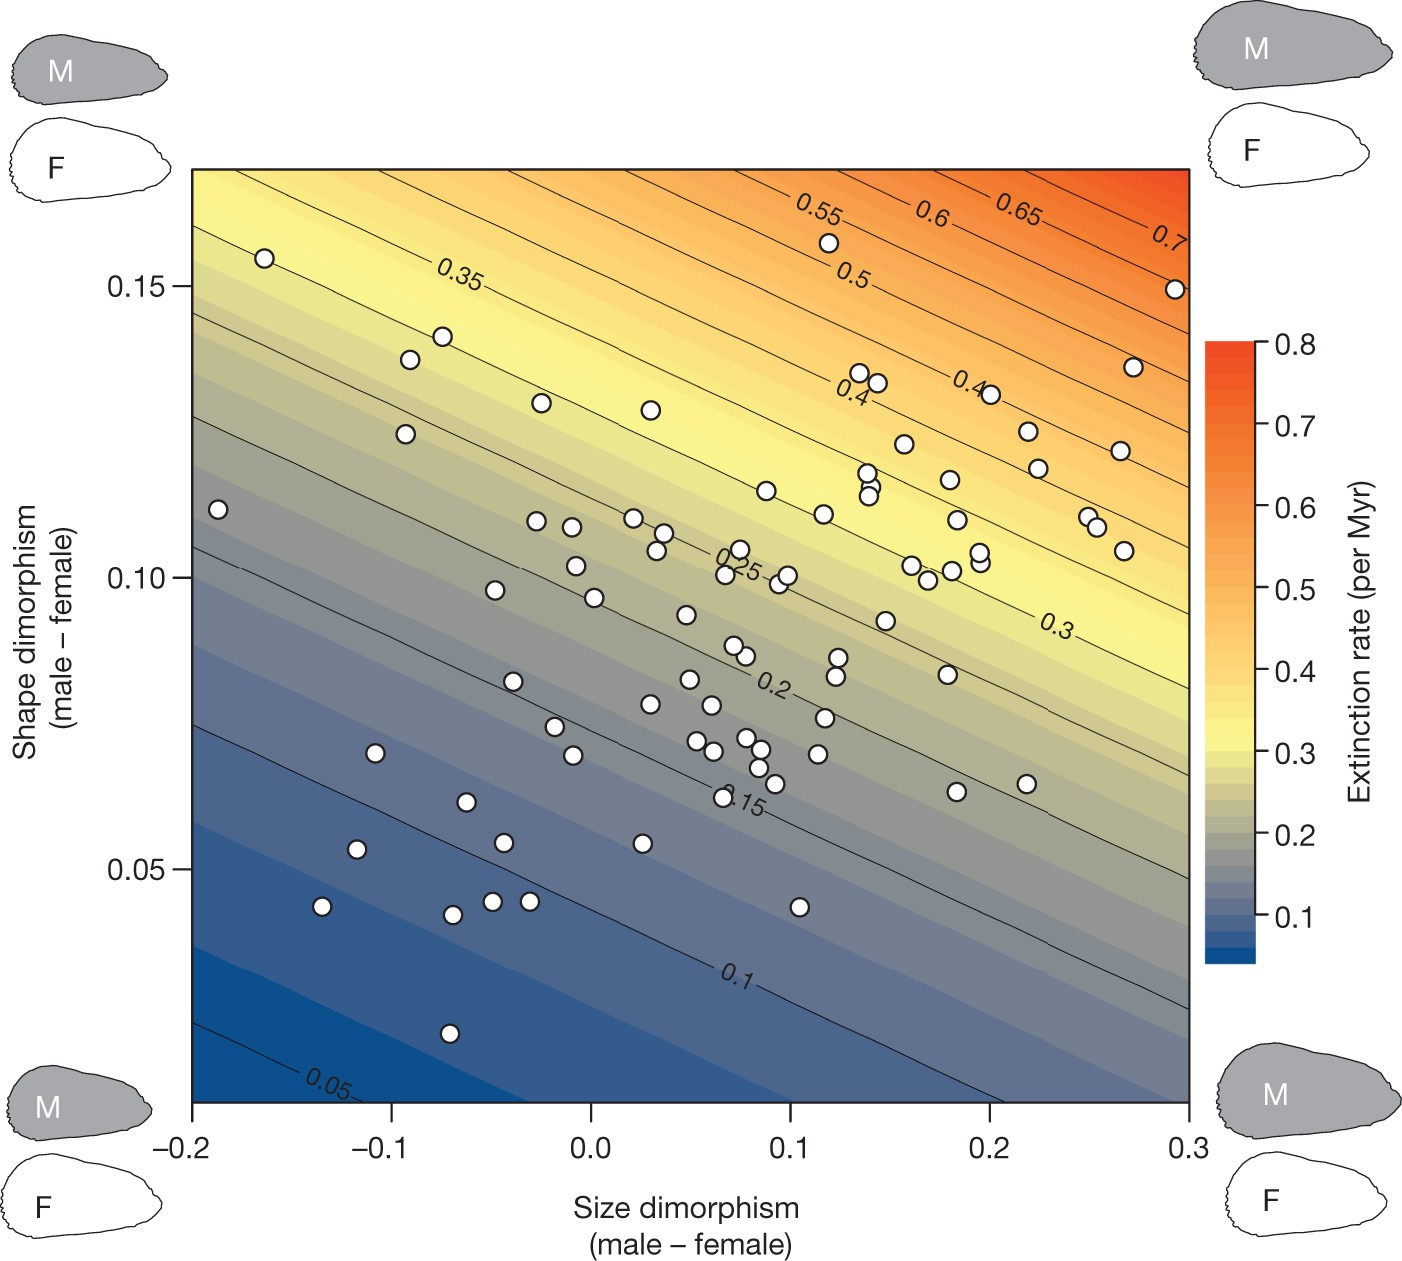 M
F
M
F
0.55
0.6
0.65
0.7
0.35
0.5
0.4
0.4
0.25
0.3
0.2
0.15
0.1
0.05
0.15
0.10
0.05
Shape dimorphism
(male – female)
0.8
0.7
0.6
0.5
0.4
0.3
0.2
0.1
Extinction rate (per Myr)
M
F
M
F
−0.2
−0.1
0.0
0.1
0.2
0.3
Size dimorphism
(male – female)